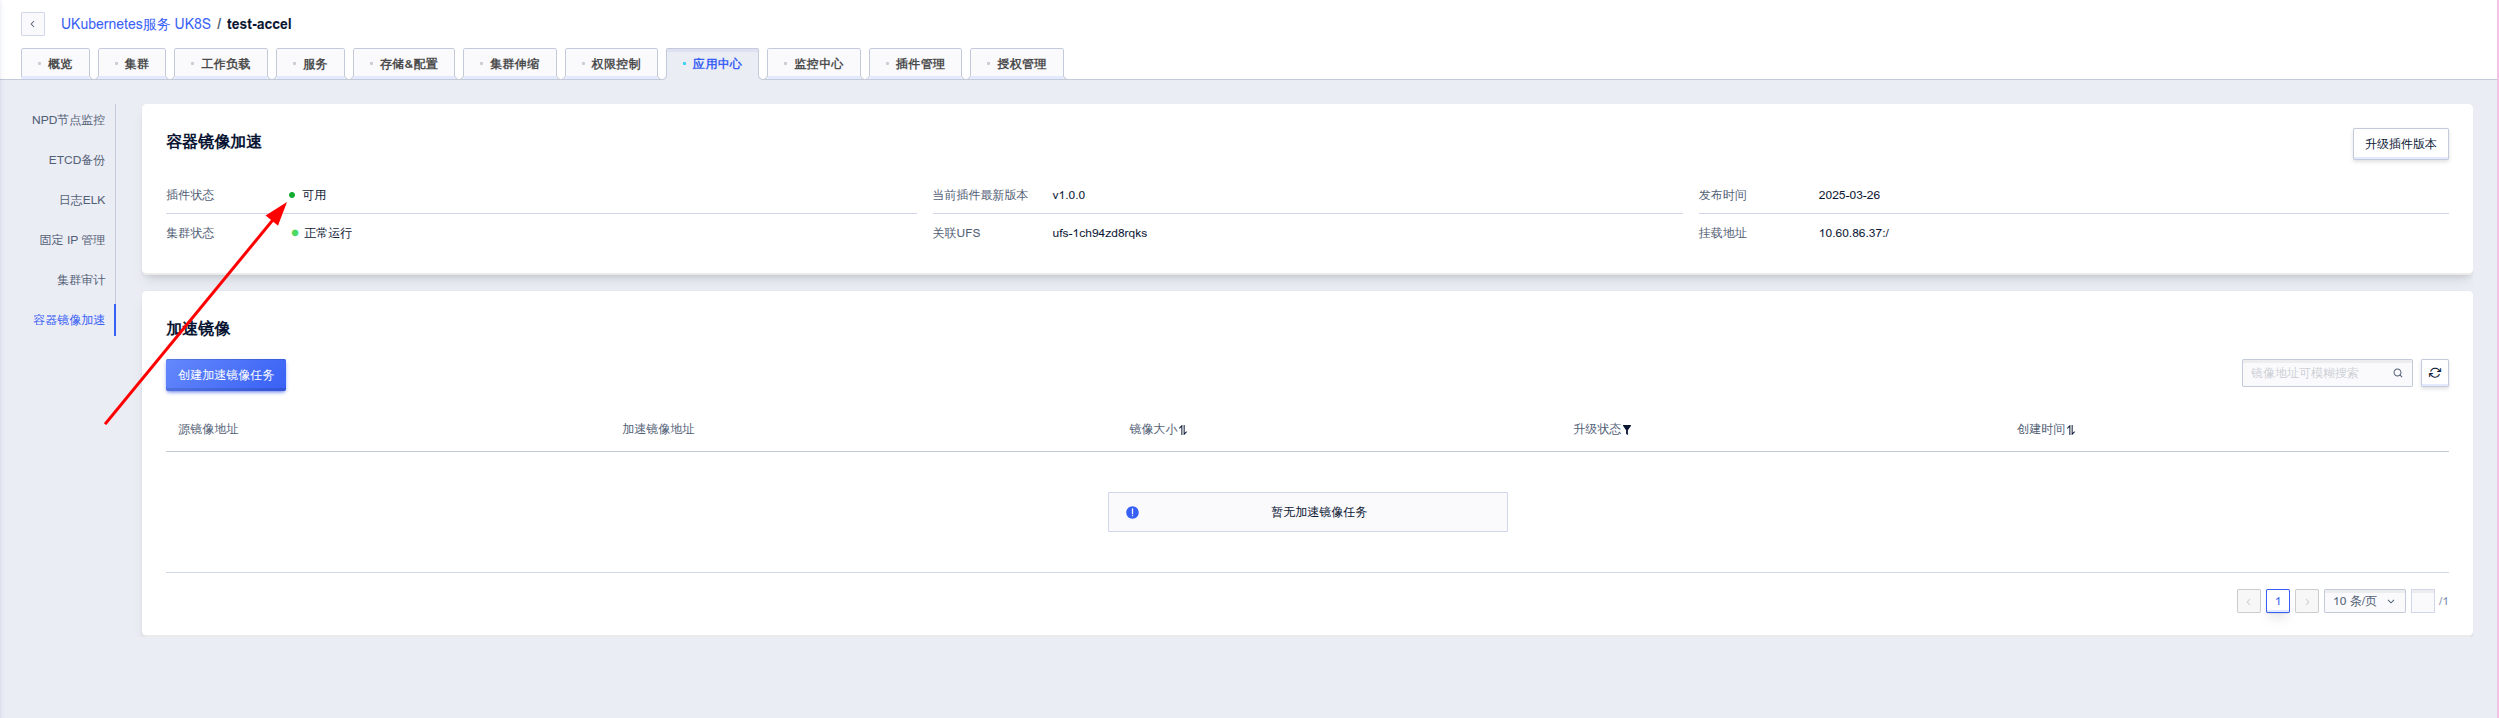 UKubernetes服务 UK8S / test-accel
概览 集群 工作负载 服务 存储&配置 集群伸缩 权限控制 应用中心 监控中心 插件管理 授权管理
NPD节点监控
ETCD备份
日志ELK
固定 IP 管理
集群审计
容器镜像加速
容器镜像加速
升级插件版本
插件状态 可用 当前插件最新版本 v1.0.0 发布时间 2025-03-26
集群状态 正常运行 关联UFS ufs-1ch94zd8rqks 挂载地址 10.60.86.37:/
加速镜像
创建加速镜像任务
镜像地址可模糊搜索
源镜像地址 加速镜像地址 镜像大小 升级状态 创建时间
暂无加速镜像任务
1 10 条/页 /1